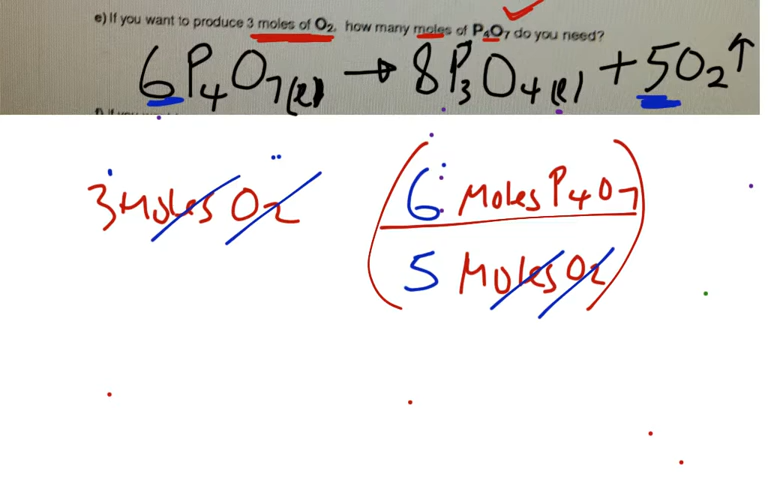 e) If you want to produce 3 moles of O₂, how many moles of P₄O₇ do you need?
6P₄O₇(l) → 8P₃O₄(l) + 5O₂↑
3 Moles O₂ (6 Moles P₄O₇
5 Moles O₂)